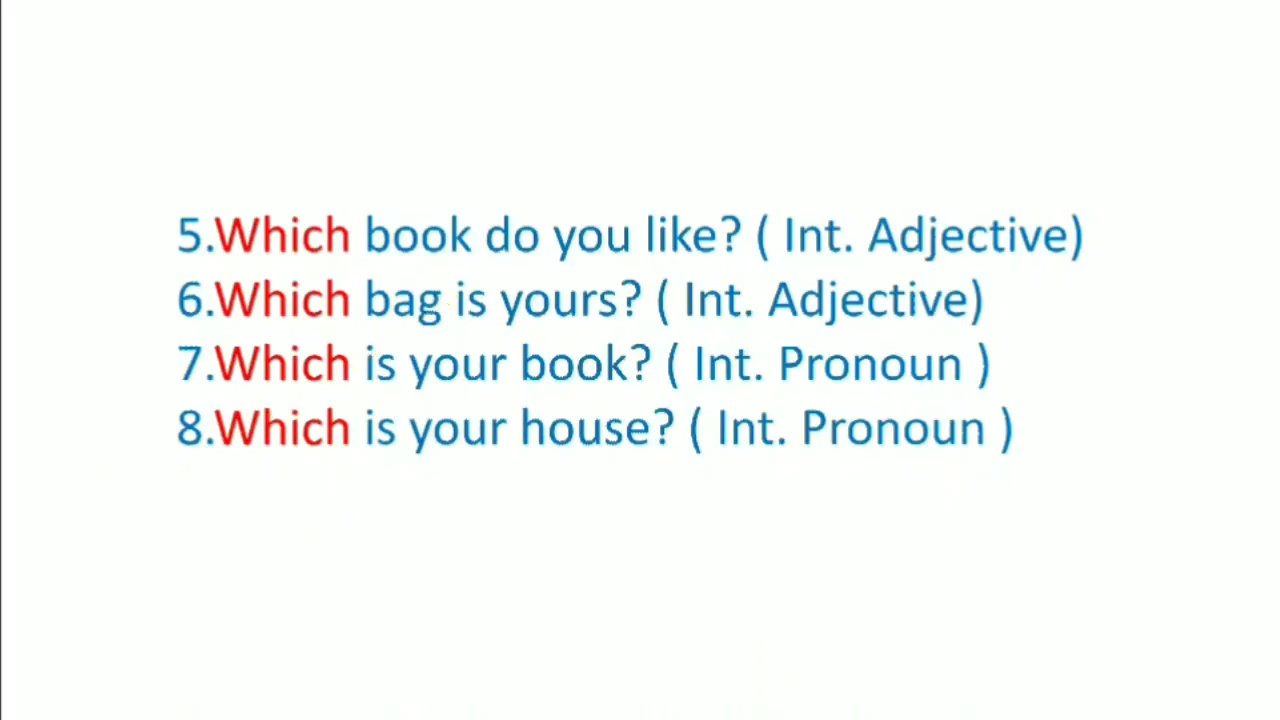 5.Which book do you like? ( Int. Adjective)
6.Which bag is yours? ( Int. Adjective)
7.Which is your book? ( Int. Pronoun )
8.Which is your house? ( Int. Pronoun )